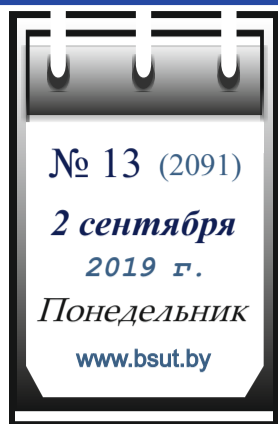 № 13 (2091)
2 сентября
2019 г.
Понедельник
www.bsut.by